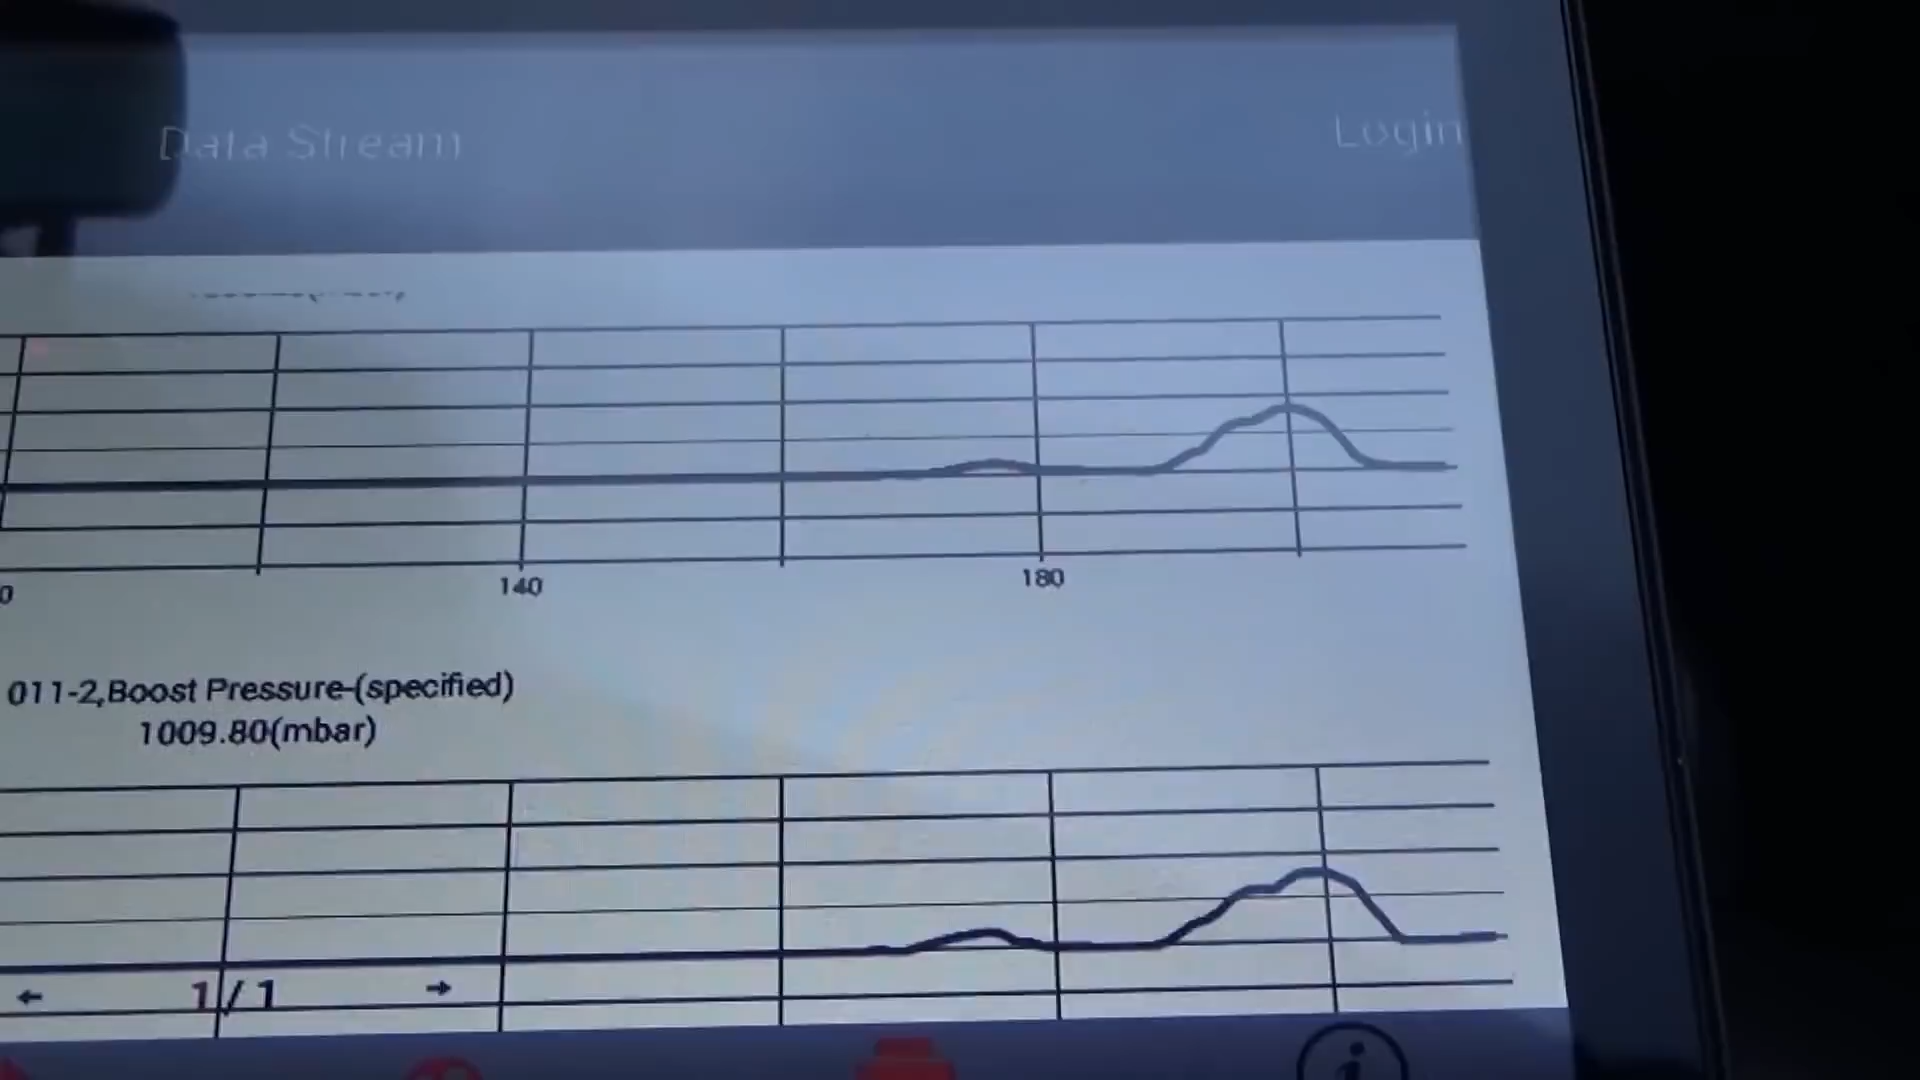 Data Stream
Login
0
140
180
011-2,Boost Pressure-(specified)
1009.80(mbar)
1/1